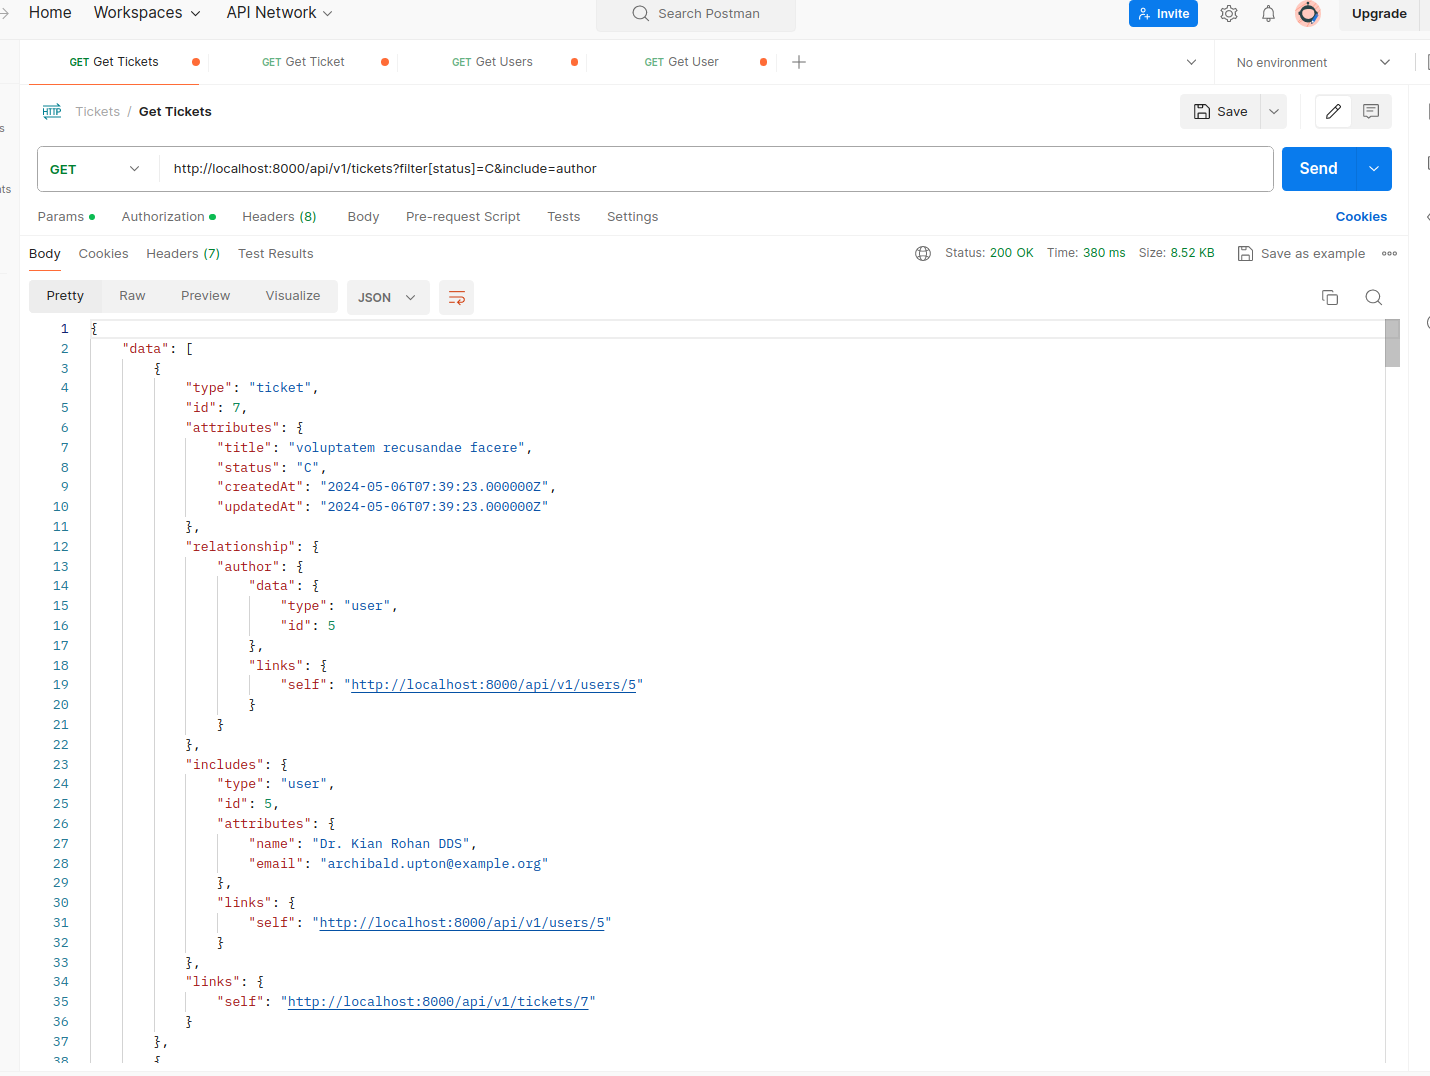 Home Workspaces API Network Search Postman Invite Upgrade
GET Get Tickets GET Get Ticket GET Get Users GET Get User No environment
HTTP Tickets / Get Tickets Save
GET http://localhost:8000/api/v1/tickets?filter[status]=C&include=author Send
Params Authorization Headers (8) Body Pre-request Script Tests Settings Cookies
Body Cookies Headers (7) Test Results Status: 200 OK Time: 380 ms Size: 8.52 KB Save as example
Pretty Raw Preview Visualize JSON
1 {
2 "data": [
3 {
4 "type": "ticket",
5 "id": 7,
6 "attributes": {
7 "title": "voluptatem recusandae facere",
8 "status": "C",
9 "createdAt": "2024-05-06T07:39:23.000000Z",
10 "updatedAt": "2024-05-06T07:39:23.000000Z"
11 },
12 "relationship": {
13 "author": {
14 "data": {
15 "type": "user",
16 "id": 5
17 },
18 "links": {
19 "self": "http://localhost:8000/api/v1/users/5"
20 }
21 }
22 },
23 "includes": {
24 "type": "user",
25 "id": 5,
26 "attributes": {
27 "name": "Dr. Kian Rohan DDS",
28 "email": "archibald.upton@example.org"
29 },
30 "links": {
31 "self": "http://localhost:8000/api/v1/users/5"
32 }
33 },
34 "links": {
35 "self": "http://localhost:8000/api/v1/tickets/7"
36 }
37 },
38 {